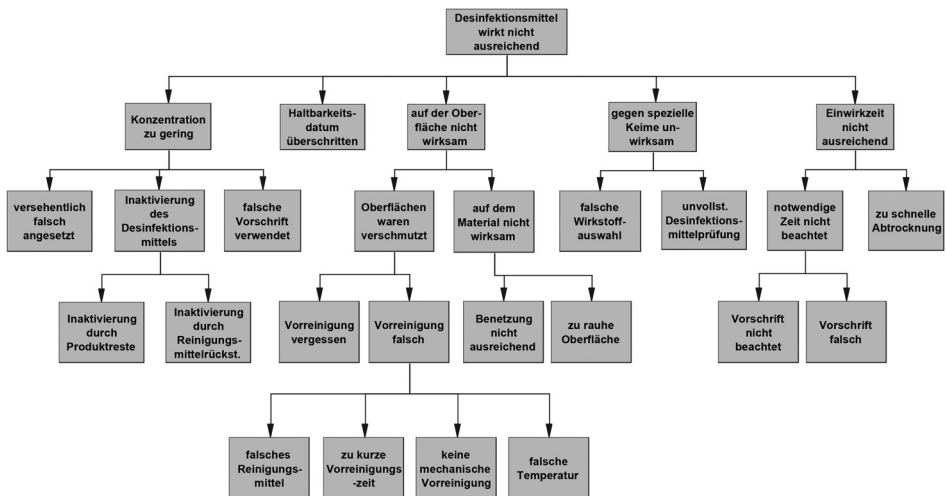 Desinfektionsmittel
wirkt nicht
ausreichend
Konzentration
zu gering
Haltbarkeits-
datum
überschritten
auf der Ober-
fläche nicht
wirksam
gegen spezielle
Keime un-
wirksam
Einwirkzeit
nicht
ausreichend
versehentlich
falsch
angesetzt
Inaktivierung
des
Desinfektions-
mittels
falsche
Vorschrift
verwendet
Oberflächen
waren
verschmutzt
auf dem
Material nicht
wirksam
falsche
Wirkstoff-
auswahl
unvollst.
Desinfektions-
mittelprüfung
notwendige
Zeit nicht
beachtet
zu schnelle
Abtrocknung
Inaktivierung
durch
Produktreste
Inaktivierung
durch
Reinigungs-
mittelrückst.
Vorreinigung
vergessen
Vorreinigung
falsch
Benetzung
nicht
ausreichend
zu rauhe
Oberfläche
Vorschrift
nicht
beachtet
Vorschrift
falsch
falsches
Reinigungs-
mittel
zu kurze
Vorreinigungs
-zeit
keine
mechanische
Vorreinigung
falsche
Temperatur